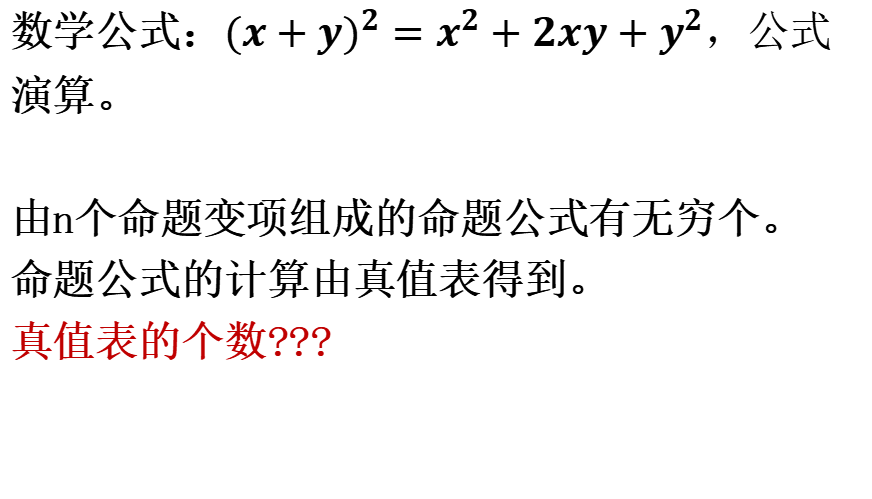 数学公式：(x + y)² = x² + 2xy + y²，公式
演算。
由n个命题变项组成的命题公式有无穷个。
命题公式的计算由真值表得到。
真值表的个数???